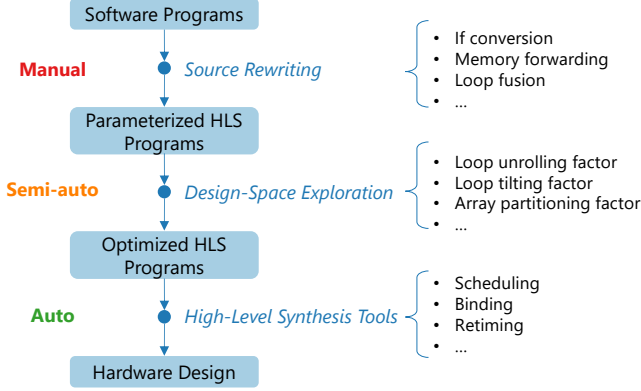 Software Programs
Manual
Source Rewriting
• If conversion
• Memory forwarding
• Loop fusion
• ...
Parameterized HLS
Programs
Semi-auto
Design-Space Exploration
• Loop unrolling factor
• Loop tilting factor
• Array partitioning factor
• ...
Optimized HLS
Programs
Auto
High-Level Synthesis Tools
• Scheduling
• Binding
• Retiming
• ...
Hardware Design